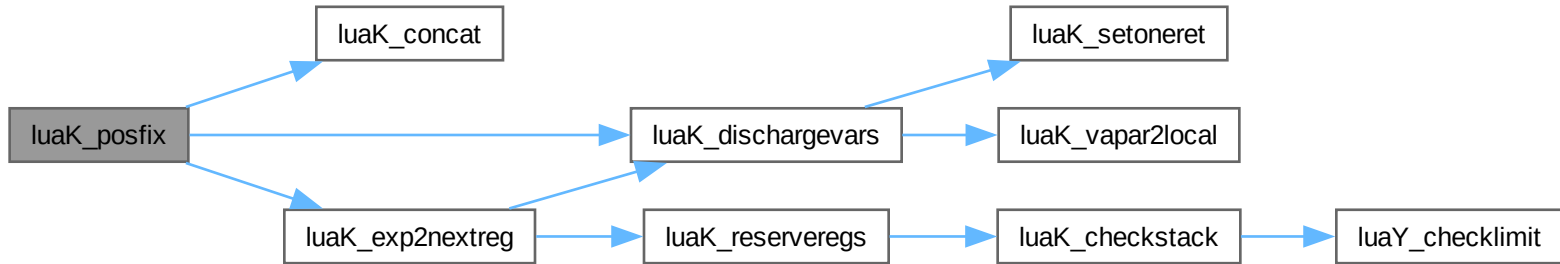 luaK_posfix
luaK_concat
luaK_dischargevars
luaK_exp2nextreg
luaK_setoneret
luaK_vapar2local
luaK_reserveregs
luaK_checkstack
luaY_checklimit